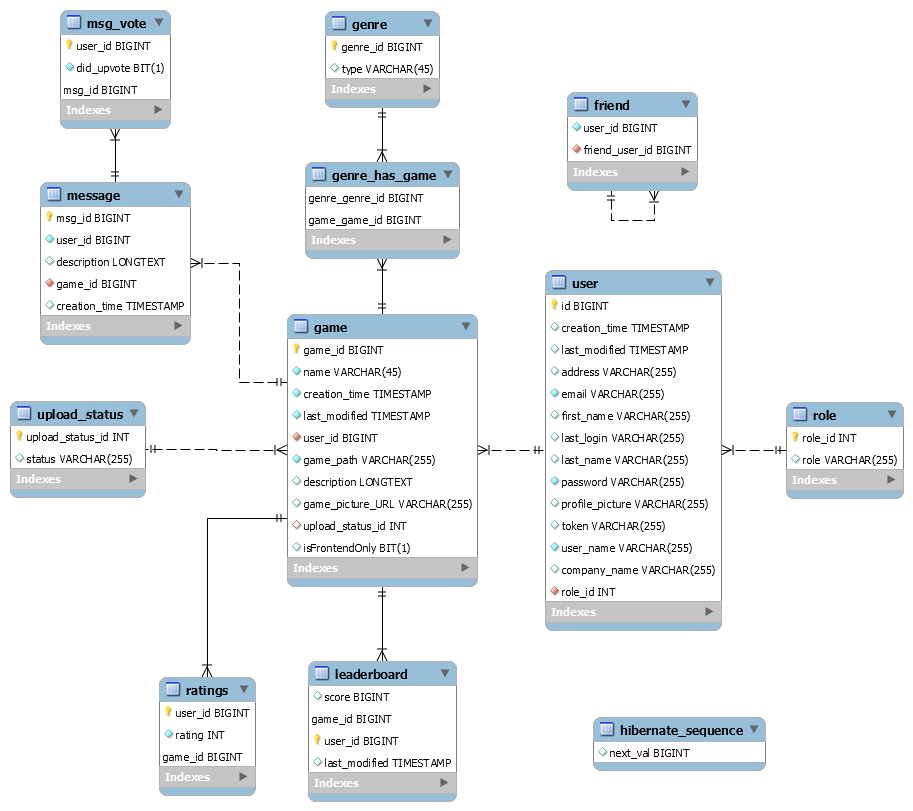 msg_vote
user_id BIGINT
did_upvote BIT(1)
msg_id BIGINT
Indexes
genre
genre_id BIGINT
type VARCHAR(45)
Indexes
friend
user_id BIGINT
friend_user_id BIGINT
Indexes
message
msg_id BIGINT
user_id BIGINT
description LONGTEXT
game_id BIGINT
creation_time TIMESTAMP
Indexes
genre_has_game
genre_genre_id BIGINT
game_game_id BIGINT
Indexes
game
game_id BIGINT
name VARCHAR(45)
creation_time TIMESTAMP
last_modified TIMESTAMP
user_id BIGINT
game_path VARCHAR(255)
description LONGTEXT
game_picture_URL VARCHAR(255)
upload_status_id INT
isFrontendOnly BIT(1)
Indexes
user
id BIGINT
creation_time TIMESTAMP
last_modified TIMESTAMP
address VARCHAR(255)
email VARCHAR(255)
first_name VARCHAR(255)
last_login VARCHAR(255)
last_name VARCHAR(255)
password VARCHAR(255)
profile_picture VARCHAR(255)
token VARCHAR(255)
user_name VARCHAR(255)
company_name VARCHAR(255)
role_id INT
Indexes
upload_status
upload_status_id INT
status VARCHAR(255)
Indexes
role
role_id INT
role VARCHAR(255)
Indexes
ratings
user_id BIGINT
rating INT
game_id BIGINT
Indexes
leaderboard
score BIGINT
game_id BIGINT
user_id BIGINT
last_modified TIMESTAMP
Indexes
hibernate_sequence
next_val BIGINT